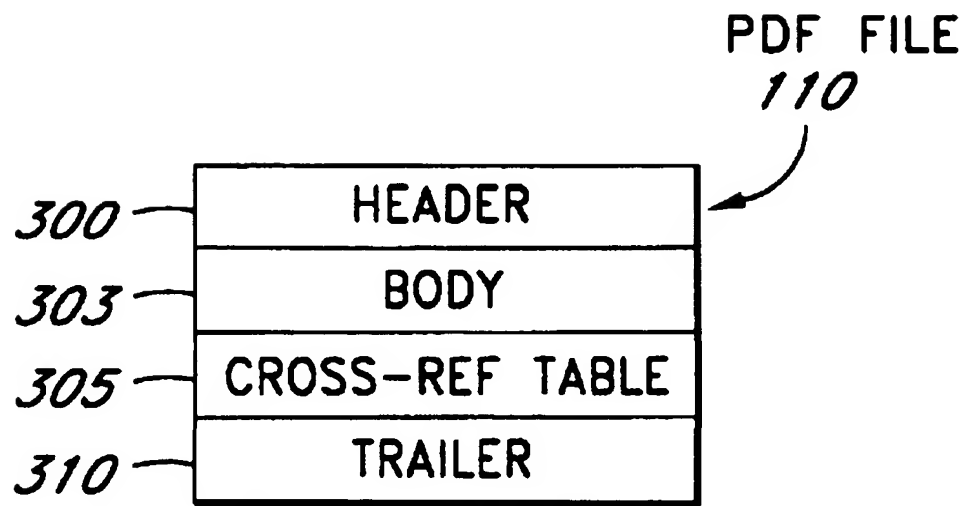 PDF FILE
110
300 HEADER
303 BODY
305 CROSS-REF TABLE
310 TRAILER